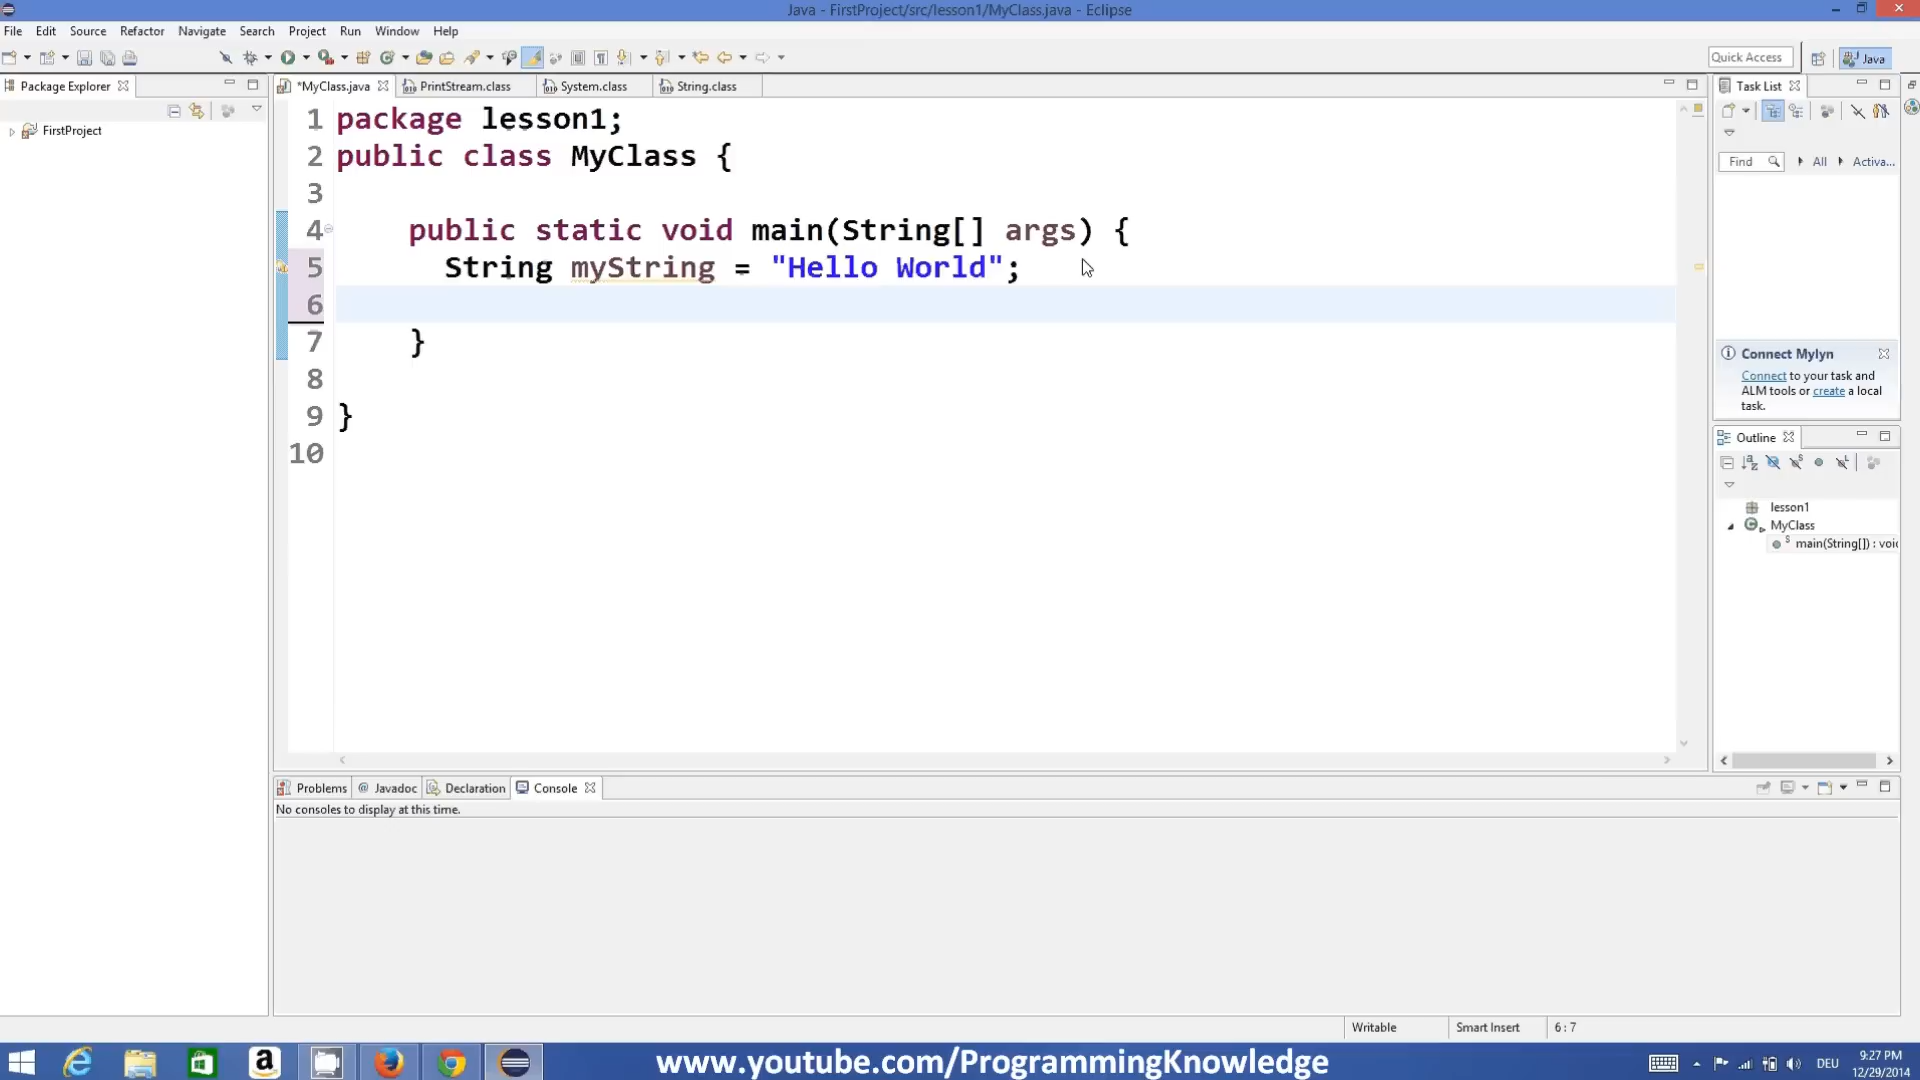 Java - FirstProject/src/lesson1/MyClass.java - Eclipse
File Edit Source Refactor Navigate Search Project Run Window Help
Quick Access Java
Package Explorer
*MyClass.java PrintStream.class System.class String.class
Task List
FirstProject
1 package lesson1;
2 public class MyClass {
3
4 public static void main(String[] args) {
5 String myString = "Hello World";
6
7 }
8
9 }
10
Find All Activa...
Connect Mylyn
Connect to your task and
ALM tools or create a local
task.
Outline
lesson1
MyClass
main(String[]) : void
Problems @ Javadoc Declaration Console
No consoles to display at this time.
Writable Smart Insert 6 : 7
www.youtube.com/ProgrammingKnowledge
DEU
9:27 PM
12/29/2014